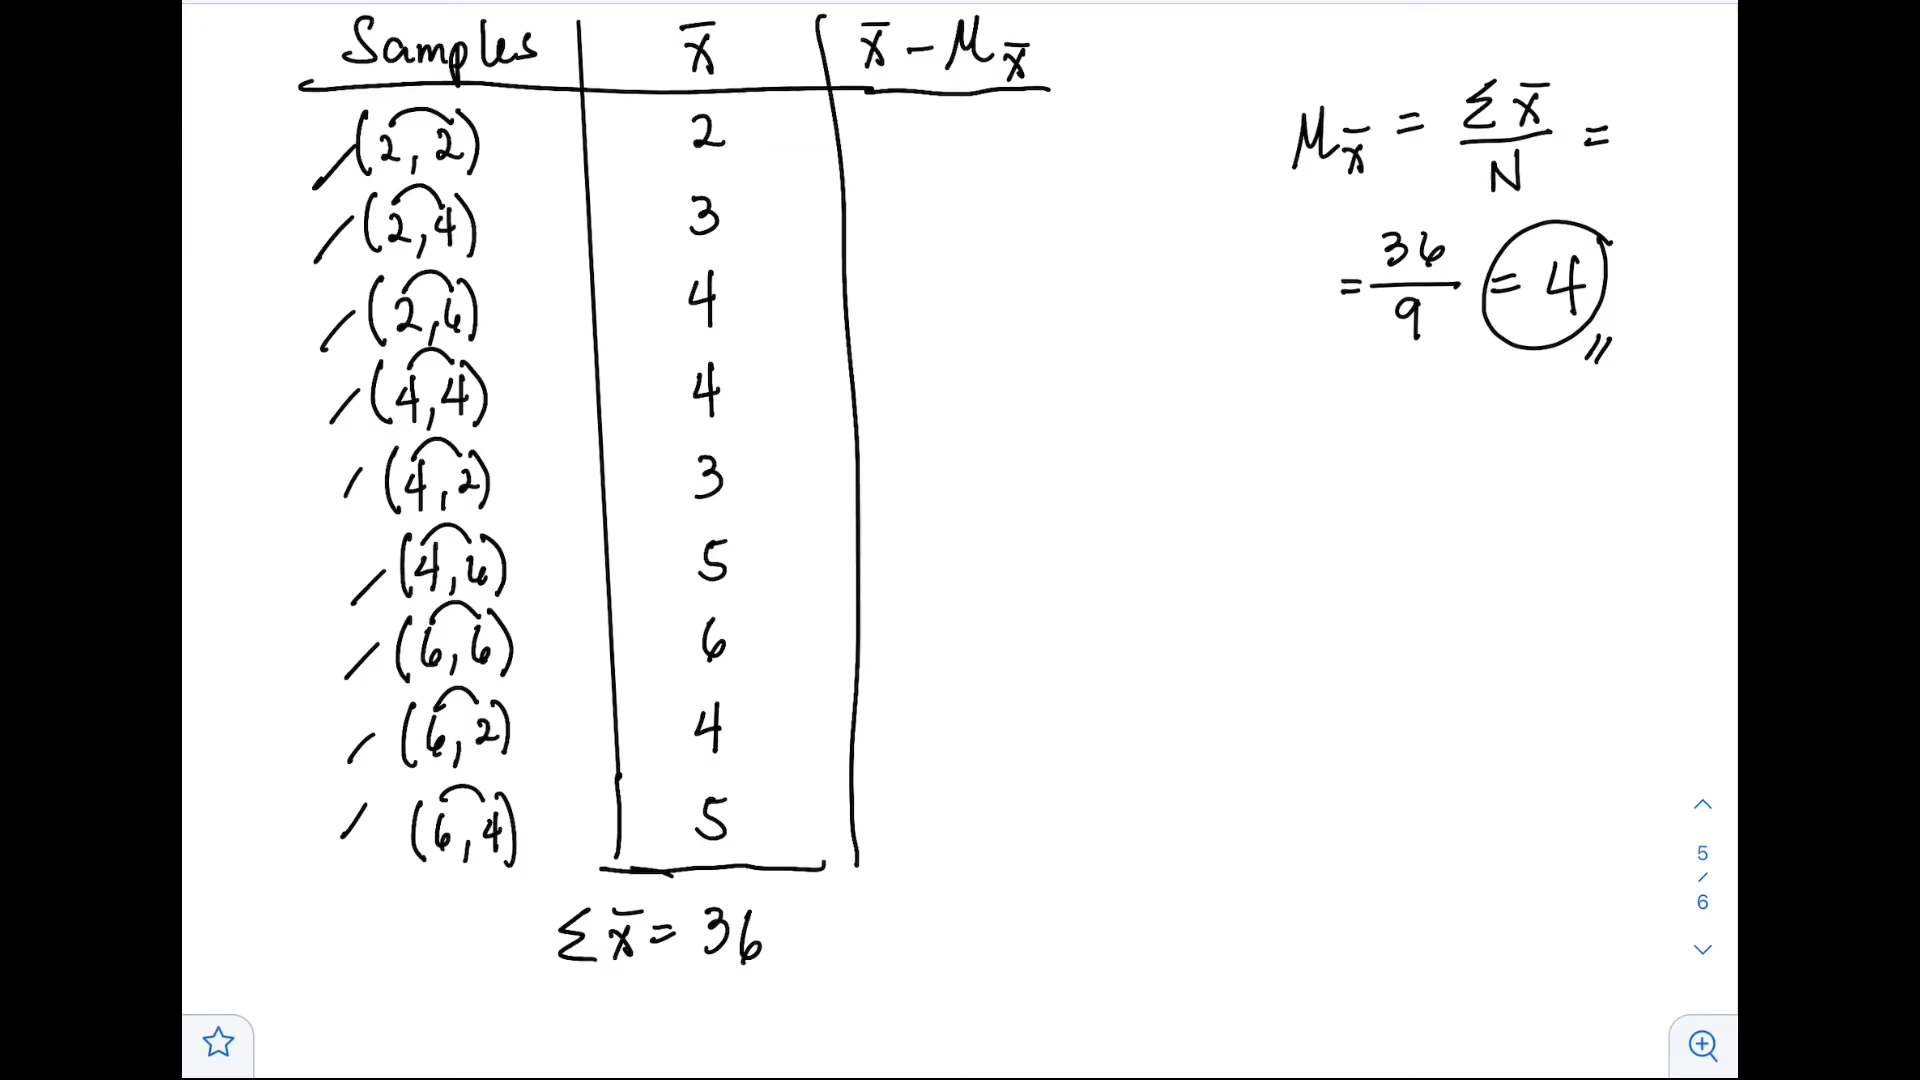 Samples x̄ x̄ - μx̄
(2, 2) 2
(2, 4) 3
(2, 6) 4
(4, 4) 4
(4, 2) 3
(4, 6) 5
(6, 6) 6
(6, 2) 4
(6, 4) 5
Σx̄ = 36
μx̄ = Σx̄ / N =
= 36 / 9 = 4
5
/
6